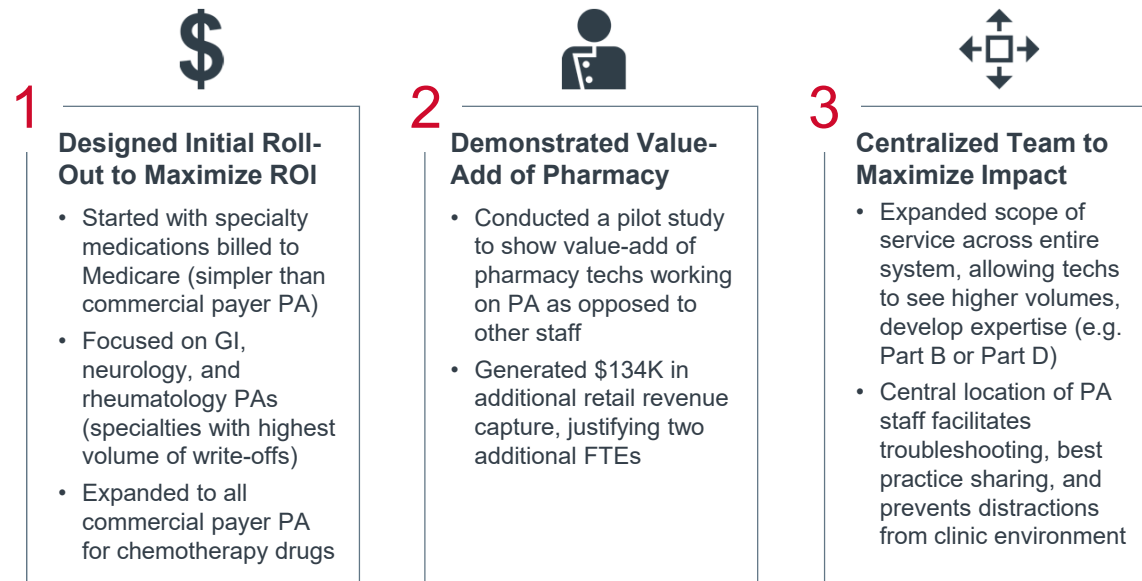 $
1
Designed Initial Roll-
Out to Maximize ROI
• Started with specialty
medications billed to
Medicare (simpler than
commercial payer PA)
• Focused on GI,
neurology, and
rheumatology PAs
(specialties with highest
volume of write-offs)
• Expanded to all
commercial payer PA
for chemotherapy drugs
2
Demonstrated Value-
Add of Pharmacy
• Conducted a pilot study
to show value-add of
pharmacy techs working
on PA as opposed to
other staff
• Generated $134K in
additional retail revenue
capture, justifying two
additional FTEs
3
Centralized Team to
Maximize Impact
• Expanded scope of
service across entire
system, allowing techs
to see higher volumes,
develop expertise (e.g.
Part B or Part D)
• Central location of PA
staff facilitates
troubleshooting, best
practice sharing, and
prevents distractions
from clinic environment